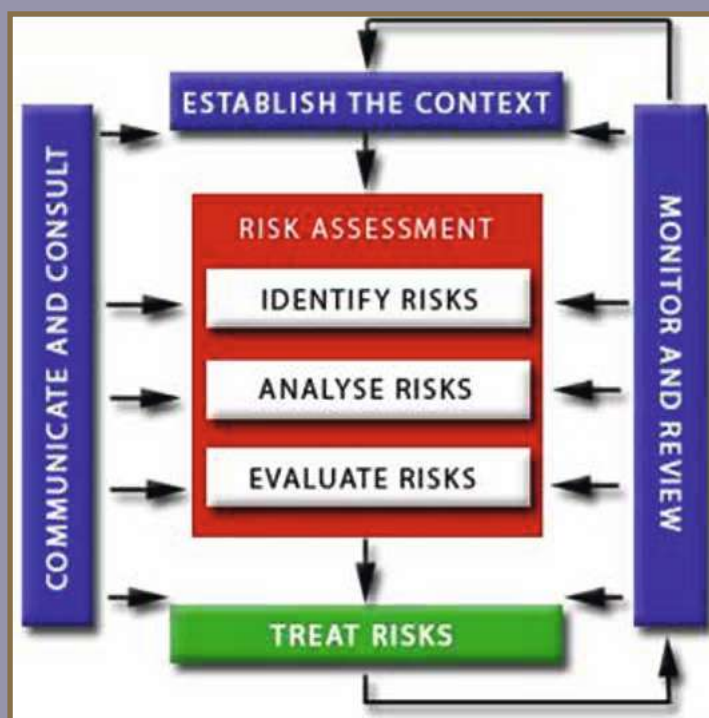 ESTABLISH THE CONTEXT
COMMUNICATE AND CONSULT
RISK ASSESSMENT
IDENTIFY RISKS
ANALYSE RISKS
EVALUATE RISKS
MONITOR AND REVIEW
TREAT RISKS